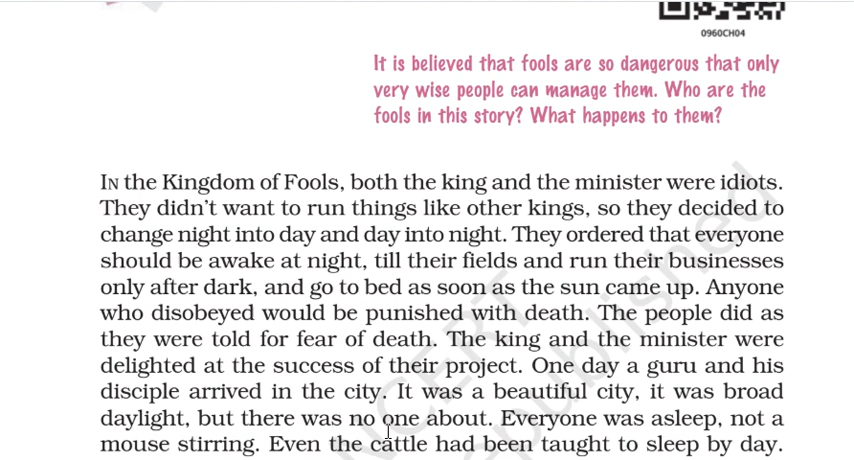 0960CH04
It is believed that fools are so dangerous that only
very wise people can manage them. Who are the
fools in this story? What happens to them?
IN the Kingdom of Fools, both the king and the minister were idiots.
They didn't want to run things like other kings, so they decided to
change night into day and day into night. They ordered that everyone
should be awake at night, till their fields and run their businesses
only after dark, and go to bed as soon as the sun came up. Anyone
who disobeyed would be punished with death. The people did as
they were told for fear of death. The king and the minister were
delighted at the success of their project. One day a guru and his
disciple arrived in the city. It was a beautiful city, it was broad
daylight, but there was no one about. Everyone was asleep, not a
mouse stirring. Even the cattle had been taught to sleep by day.
NCERT
republished